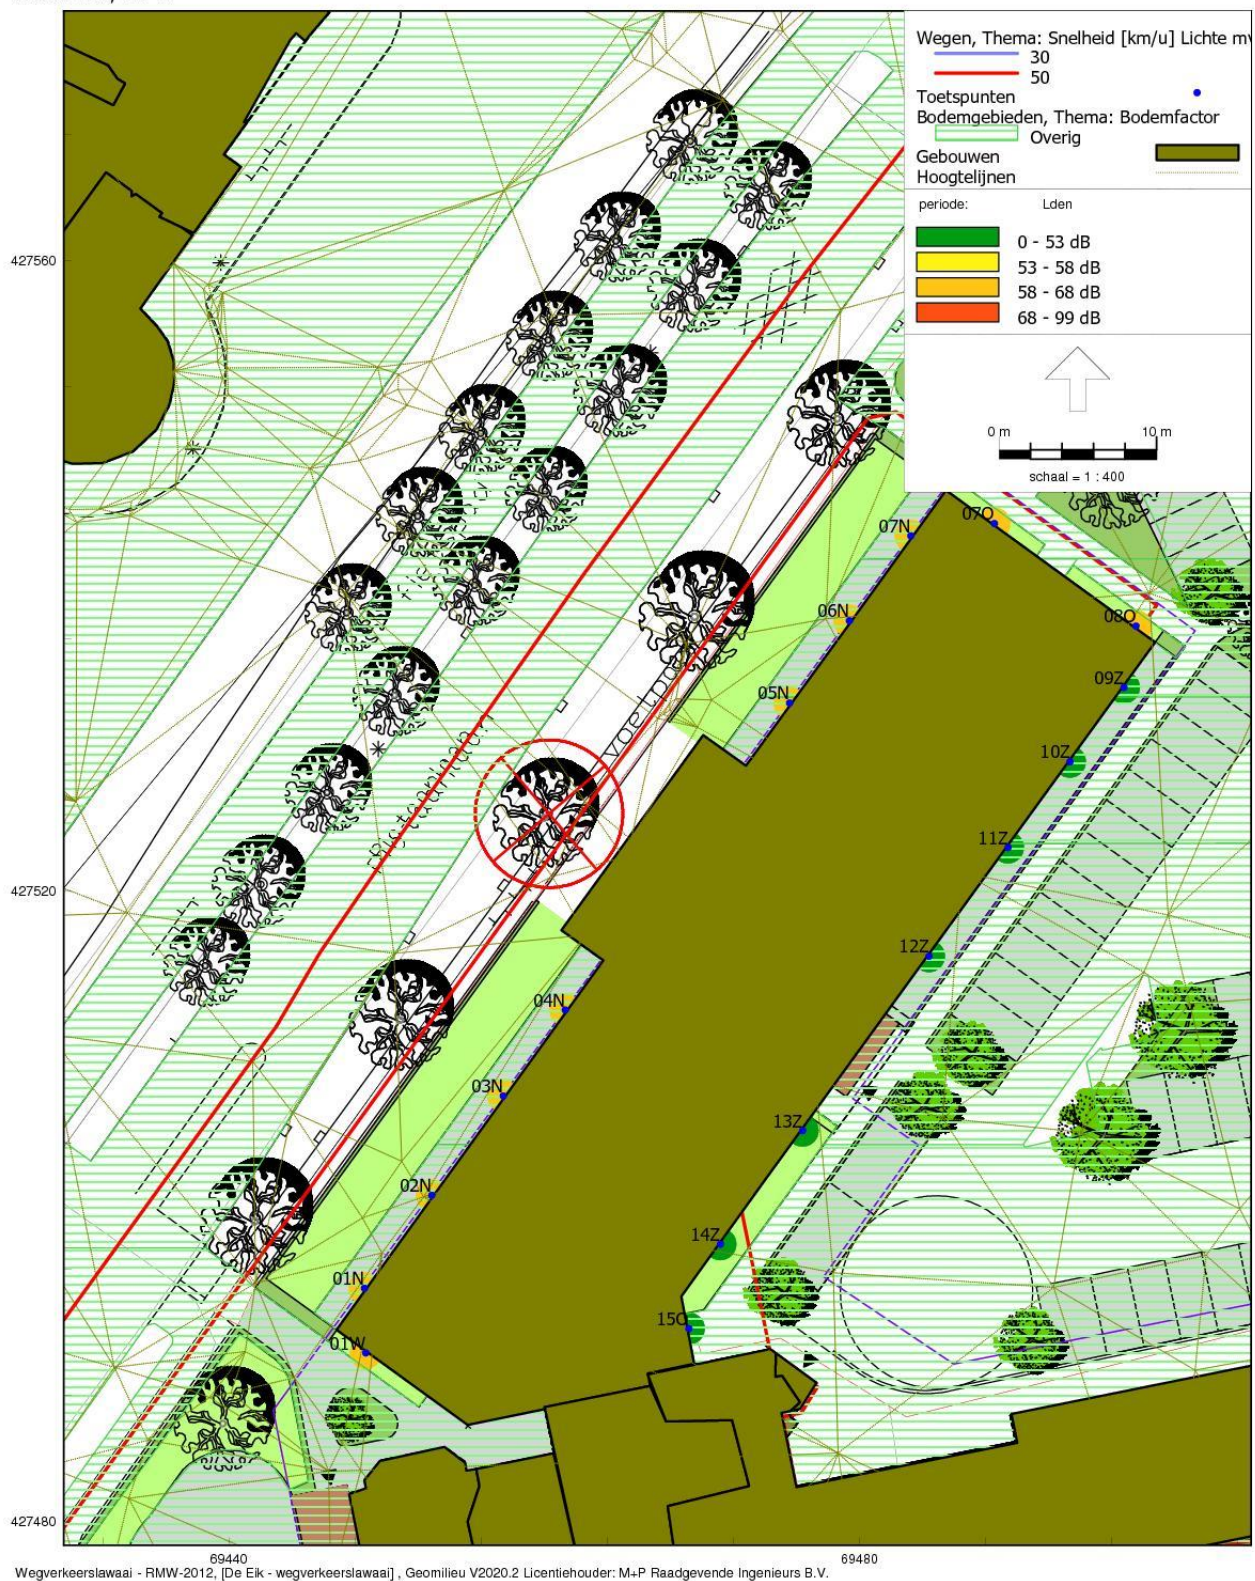 Wegen, Thema: Snelheid [km/u] Lichte mv
30
50
Toetspunten
Bodemgebieden, Thema: Bodemfactor
Overig
Gebouwen
Hoogtelijnen
periode: Lden
0 - 53 dB
53 - 58 dB
58 - 68 dB
68 - 99 dB
0 m 10 m
schaal = 1 : 400
427560
07N
07O
06N
08O
05N
09Z
10Z
11Z
427520
12Z
04N
03N
13Z
02N
14Z
01N
15O
01W
427480
69440 69480
Wegverkeerslawaai - RMW-2012, [De Eik - wegverkeerslawaai] , Geomilieu V2020.2 Licentiehouder: M+P Raadgevende Ingenieurs B.V.